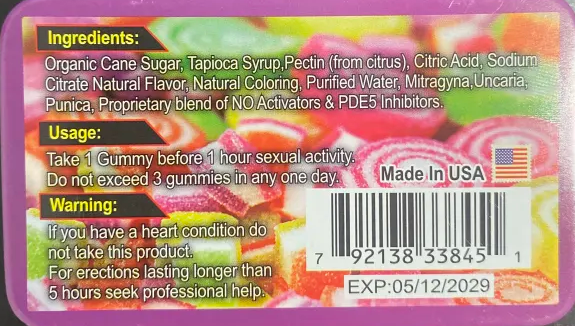 Ingredients:
Organic Cane Sugar, Tapioca Syrup,Pectin (from citrus), Citric Acid, Sodium
Citrate Natural Flavor, Natural Coloring, Purified Water, Mitragyna,Uncaria,
Punica, Proprietary blend of NO Activators & PDE5 Inhibitors.
Usage:
Take 1 Gummy before 1 hour sexual activity.
Do not exceed 3 gummies in any one day.
Made In USA
Warning:
If you have a heart condition do
not take this product.
For erections lasting longer than
5 hours seek professional help.
7 92138 33845 1
EXP:05/12/2029